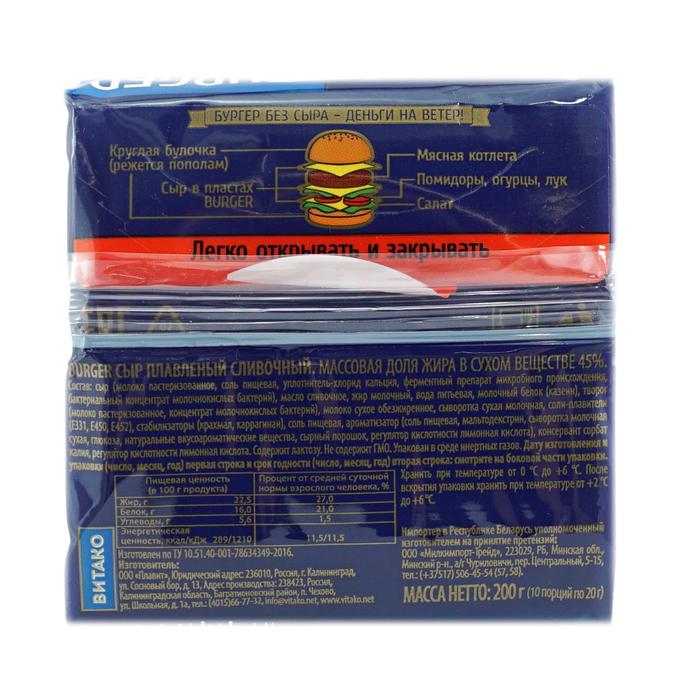 БУРГЕР БЕЗ СЫРА - ДЕНЬГИ НА ВЕТЕР!
Круглая булочка
(режется пополам)
Сыр в пластах
BURGER
Мясная котлета
Помидоры, огурцы, лук
Салат
Легко открывать и закрывать
BURGER СЫР ПЛАВЛЕНЫЙ СЛИВОЧНЫЙ, МАССОВАЯ ДОЛЯ ЖИРА В СУХОМ ВЕЩЕСТВЕ 45%.
Состав: сыр (молоко пастеризованное, соль пищевая, уплотнитель-хлорид кальция, ферментный препарат микробного происхождения,
бактериальный концентрат молочнокислых бактерий), масло сливочное, жир молочный, вода питьевая, молочный белок (казеин), творог
(молоко пастеризованное, концентрат молочнокислых бактерий), молоко сухое обезжиренное, сыворотка сухая молочная, соли-плавители
(Е331, Е450, Е452), стабилизаторы (крахмал, карраганан), соль пищевая, ароматизатор (соль пищевая, мальтодекстрин, сыворотка молочная
сухая, глюкоза, натуральные вкусоароматические вещества, сырный порошок, регулятор кислотности лимонная кислота), консервант сорбат
калия, регулятор кислотности лимонная кислота. Содержит лактозу. Не содержит ГМО. Упакован в среде инертных газов. Дату изготовления и
упаковки (число, месяц, год) первая строка и срок годности (число, месяц, год) вторая строка: смотрите на боковой части упаковки.
Хранить при температуре от 0 °С до +6 °С. После
вскрытия упаковки хранить при температуре от +2 °С
до +6 °С.
Пищевая ценность
(в 100 г продукта)
Процент от средней суточной
нормы взрослого человека, %
Жир, г 22,5 27,0
Белок, г 16,0 21,0
Углеводы, г 5,6 1,5
Энергетическая
ценность, ккал/кДж 289/1210 11,5/11,5
Изготовлен по ТУ 10.51.40-001-78634349-2016.
Изготовитель:
ООО «Плавит», Юридический адрес: 236010, Россия, г. Калининград,
ул. Сосновый бор, д. 13, Адрес производства: 238423, Россия,
Калининградская область, Багратионовский район, п. Чехово,
ул. Школьная, д. 1а, тел.: (4015)66-77-32, info@vitako.net, www.vitako.net
ВИТАКО
Импортер в Республике Беларусь уполномоченный
изготовителем на принятие претензий:
ООО «Милкимпорт-Трейд», 223029, РБ, Минская обл.,
Минский р-н., а/г Чуриловичи, пер. Центральный, 5-15,
тел.: (+37517) 506-45-54 (57, 58).
МАССА НЕТТО: 200 г (10 порций по 20 г)